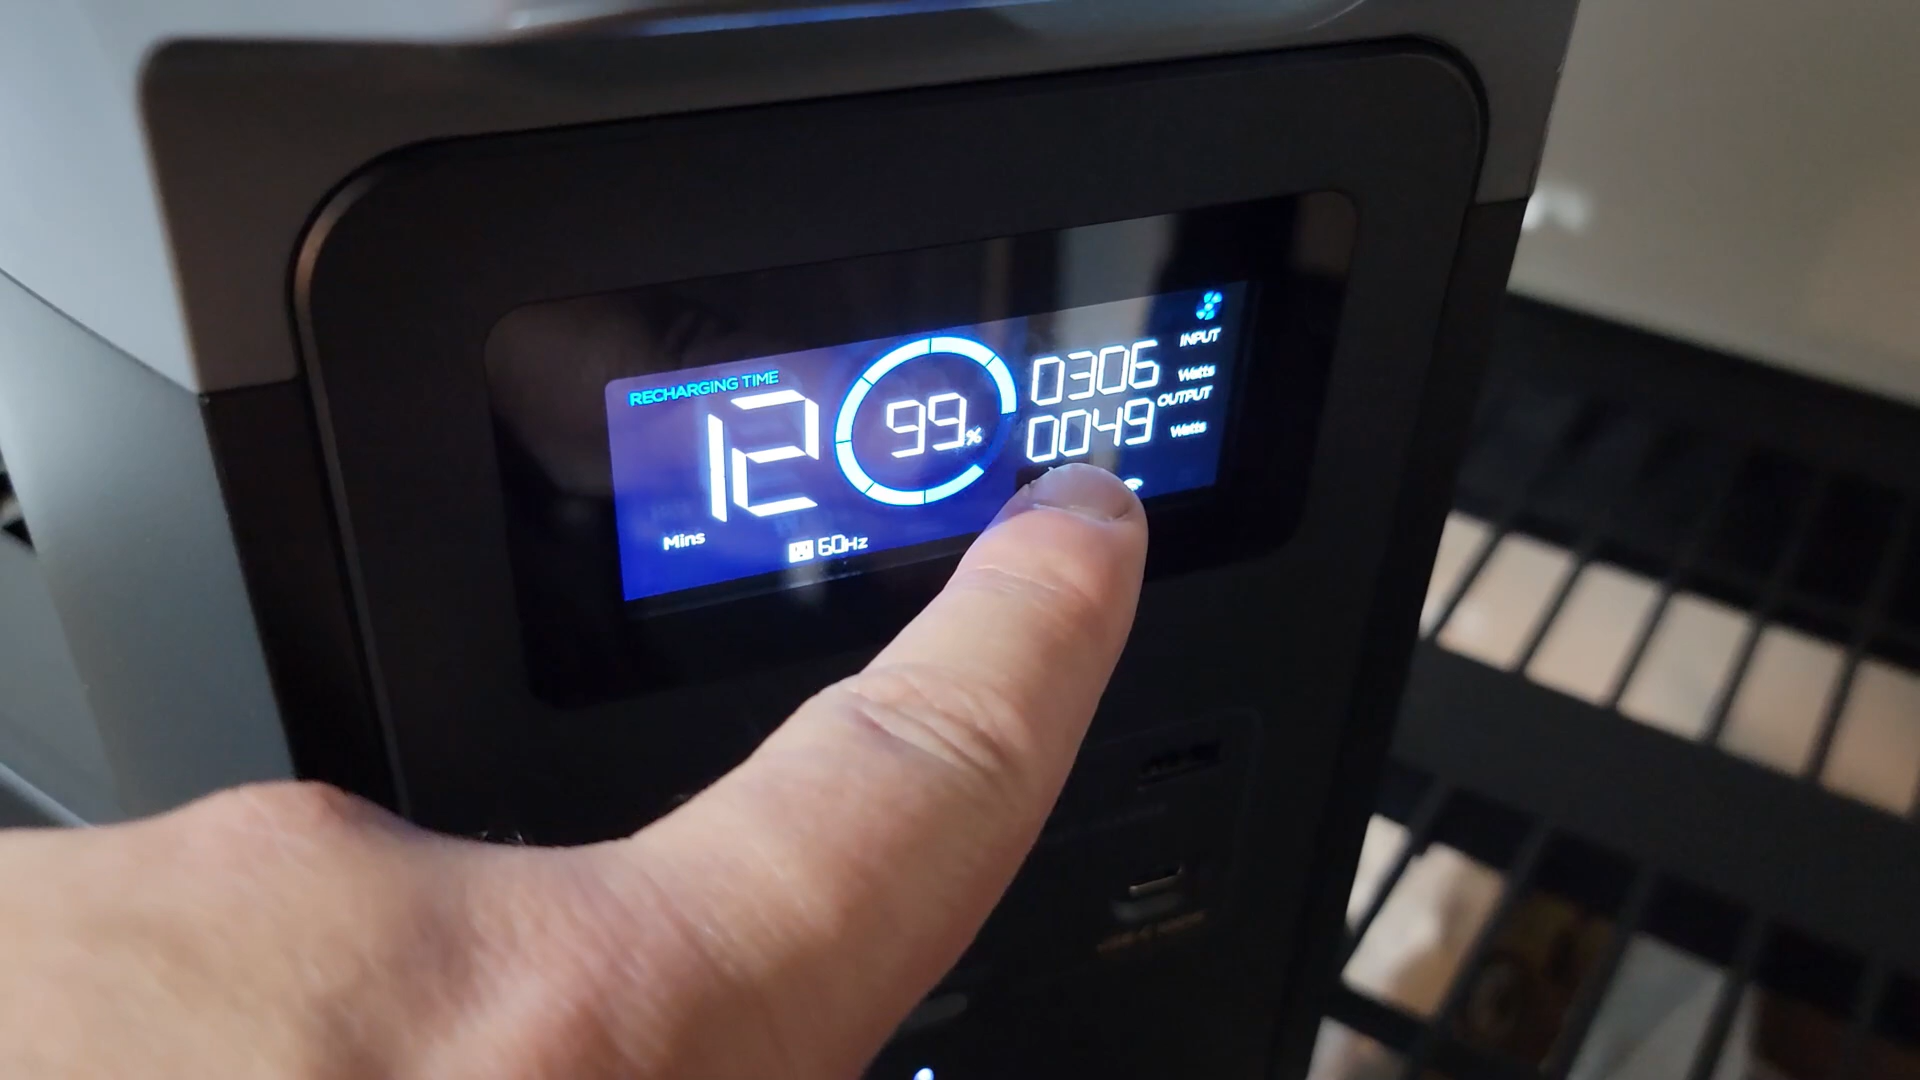 RECHARGING TIME
12
Mins
99%
0306
INPUT
Watts
0049
OUTPUT
Watts
60Hz